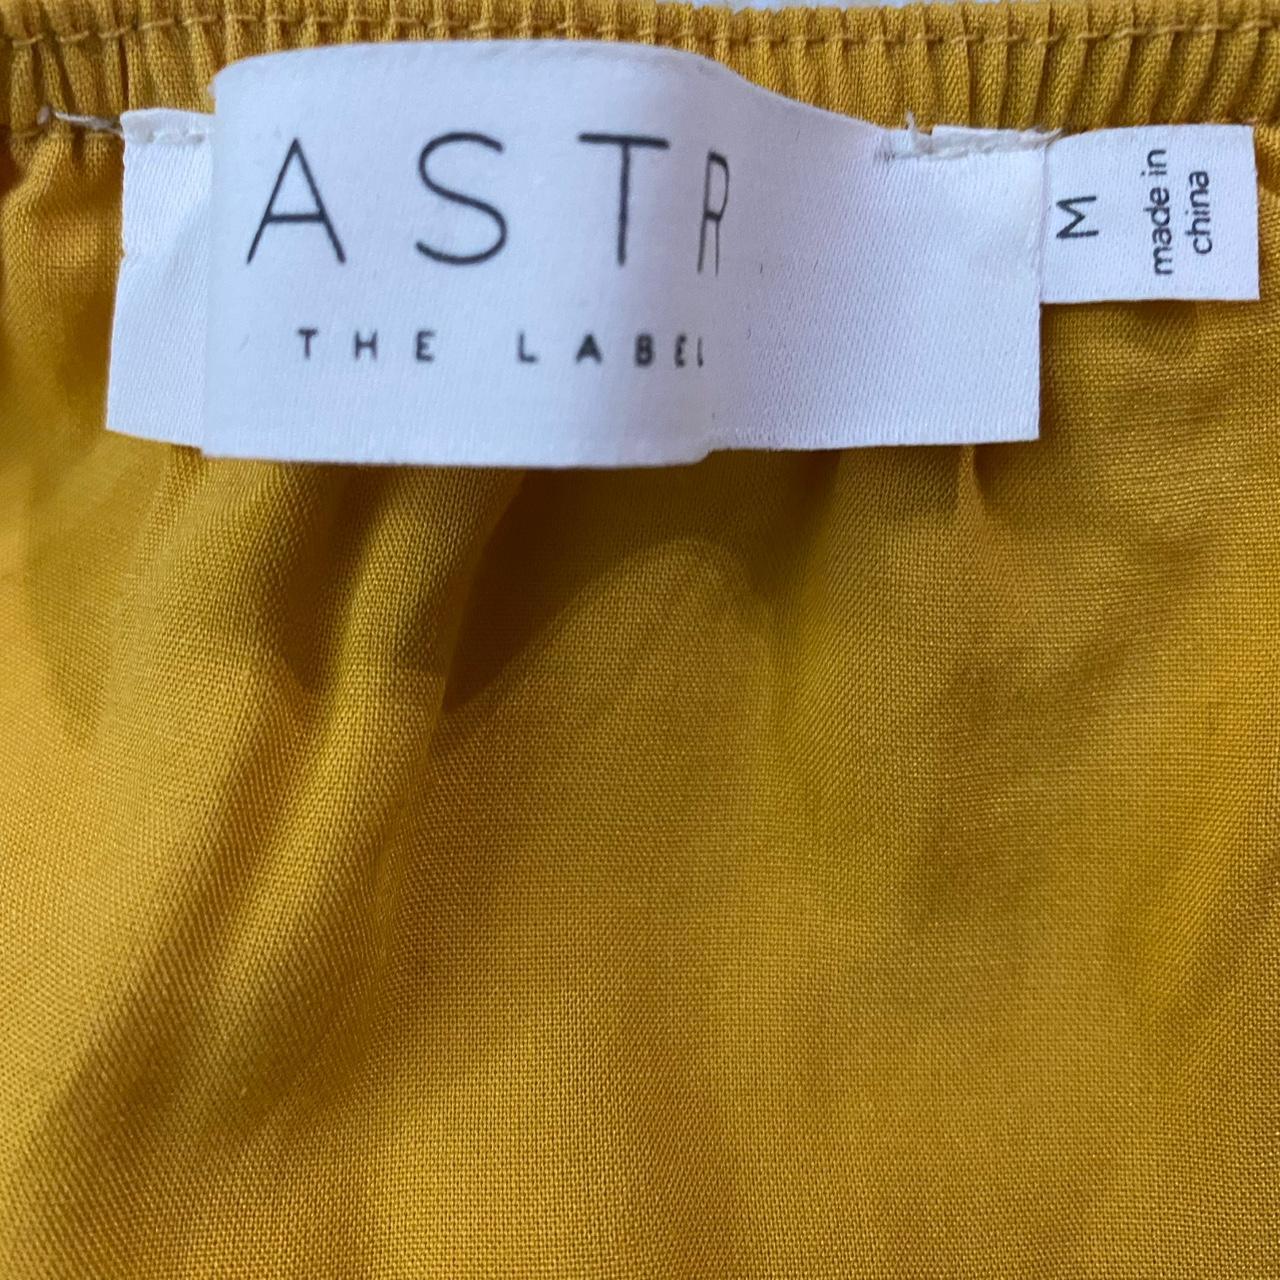 ASTR
THE LABEL
M
made in
china